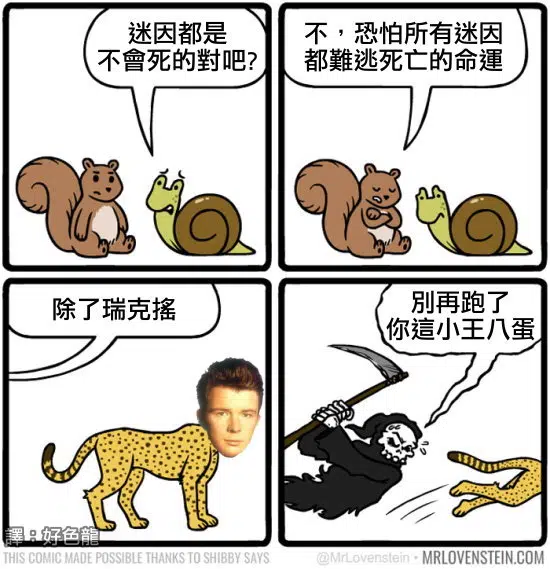 迷因都是
不會死的對吧?
不，恐怕所有迷因
都難逃死亡的命運
除了瑞克搖
別再跑了
你這小王八蛋
譯：好色龍
THIS COMIC MADE POSSIBLE THANKS TO SHIBBY SAYS
@MrLovenstein • MRLOVENSTEIN.COM